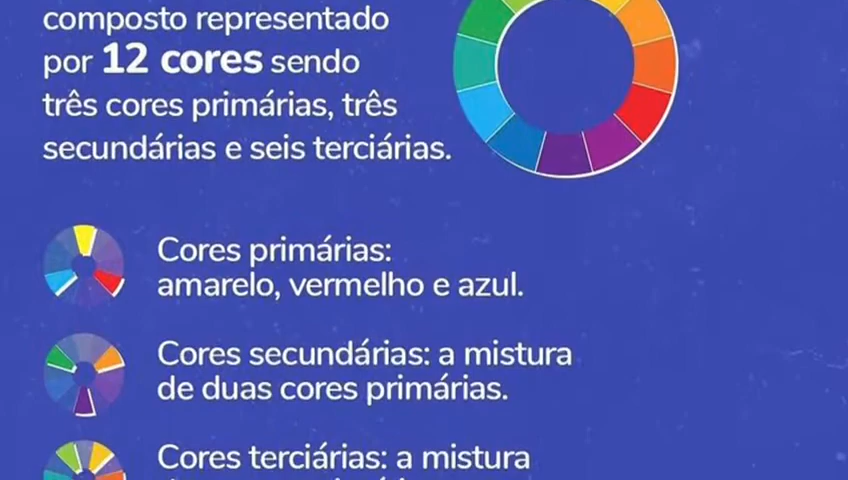 composto representado
por 12 cores sendo
três cores primárias, três
secundárias e seis terciárias.
Cores primárias:
amarelo, vermelho e azul.
Cores secundárias: a mistura
de duas cores primárias.
Cores terciárias: a mistura